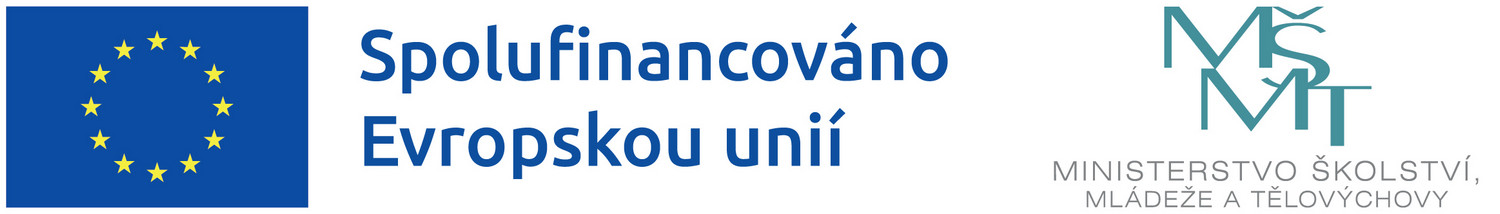 Spolufinancováno
Evropskou unií
MŠMT
MINISTERSTVO ŠKOLSTVÍ,
MLÁDEŽE A TĚLOVÝCHOVY